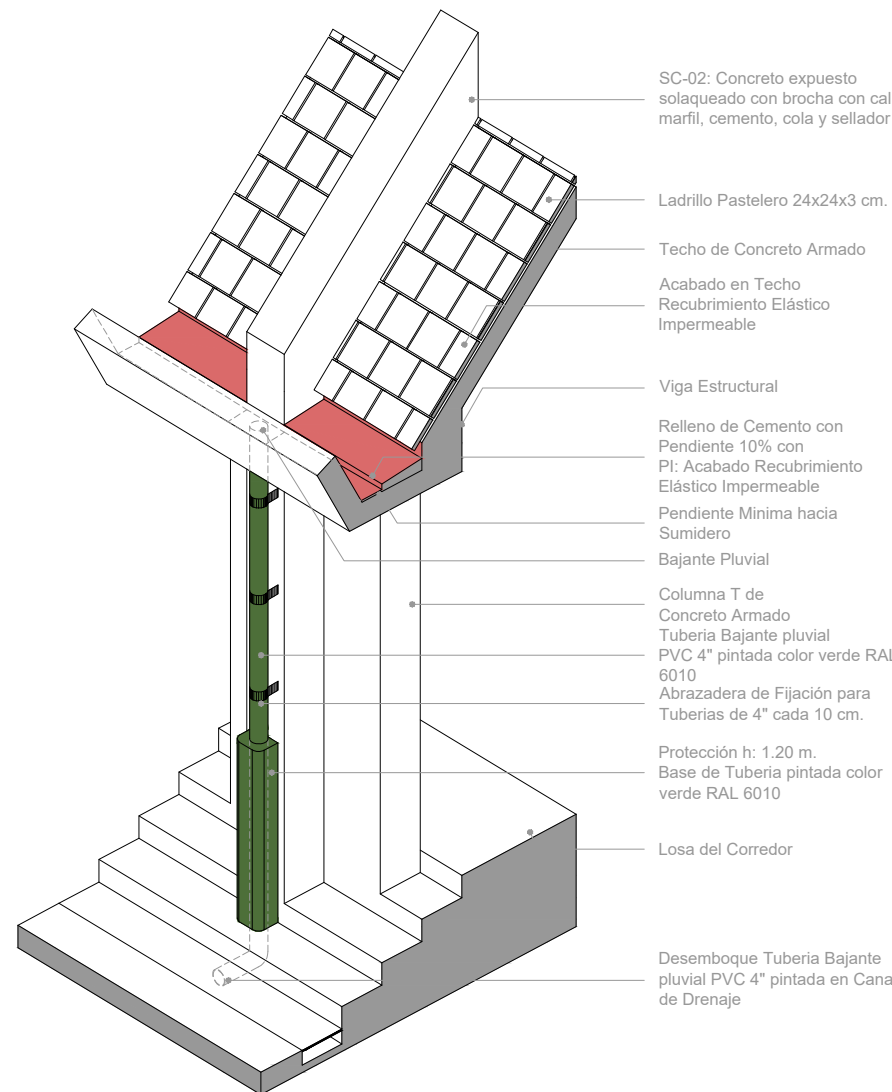 SC-02: Concreto expuesto
solaqueado con brocha con cal
marfil, cemento, cola y sellador
Ladrillo Pastelero 24x24x3 cm.
Techo de Concreto Armado
Acabado en Techo
Recubrimiento Elástico
Impermeable
Viga Estructural
Relleno de Cemento con
Pendiente 10% con
PI: Acabado Recubrimiento
Elástico Impermeable
Pendiente Minima hacia
Sumidero
Bajante Pluvial
Columna T de
Concreto Armado
Tuberia Bajante pluvial
PVC 4" pintada color verde RAL
6010
Abrazadera de Fijación para
Tuberias de 4" cada 10 cm.
Protección h: 1.20 m.
Base de Tuberia pintada color
verde RAL 6010
Losa del Corredor
Desemboque Tuberia Bajante
pluvial PVC 4" pintada en Cana
de Drenaje